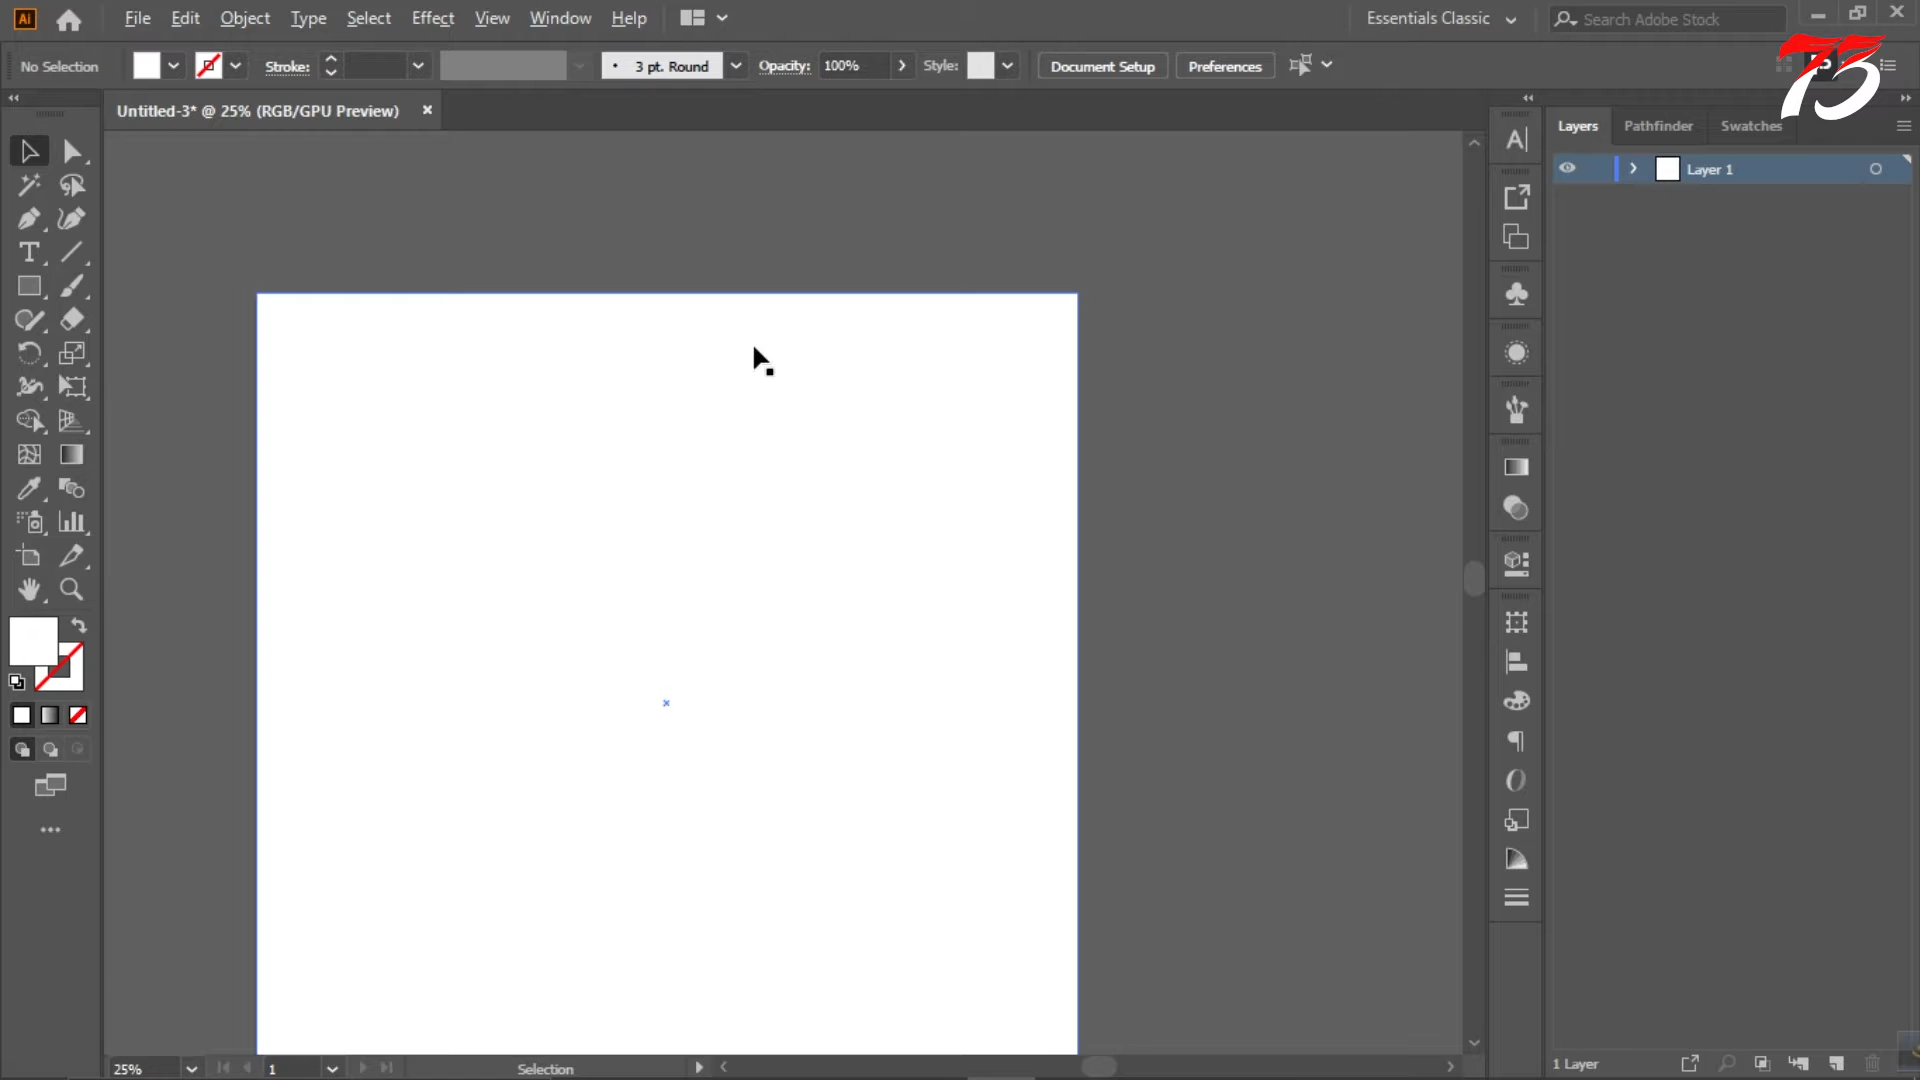 Ai File Edit Object Type Select Effect View Window Help Essentials Classic Search Adobe Stock
No Selection Stroke: 3 pt. Round Opacity: 100% Style: Document Setup Preferences
Untitled-3* @ 25% (RGB/GPU Preview) ×
Layers Pathfinder Swatches
Layer 1
25% 1 Selection
1 Layer